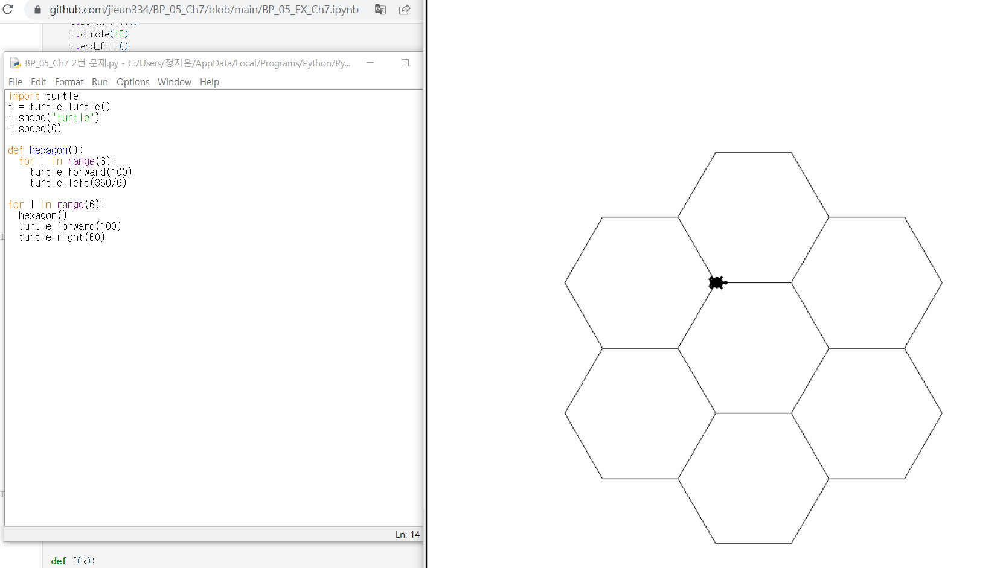 github.com/jieun334/BP_05_Ch7/blob/main/BP_05_EX_Ch7.ipynb
t.begin_fill()
t.circle(15)
t.end_fill()
BP_05_Ch7 2번 문제.py - C:/Users/정지은/AppData/Local/Programs/Python/Py...
File Edit Format Run Options Window Help
import turtle
t = turtle.Turtle()
t.shape("turtle")
t.speed(0)
def hexagon():
  for i in range(6):
    turtle.forward(100)
    turtle.left(360/6)
for i in range(6):
  hexagon()
  turtle.forward(100)
  turtle.right(60)
Ln: 14
def f(x):